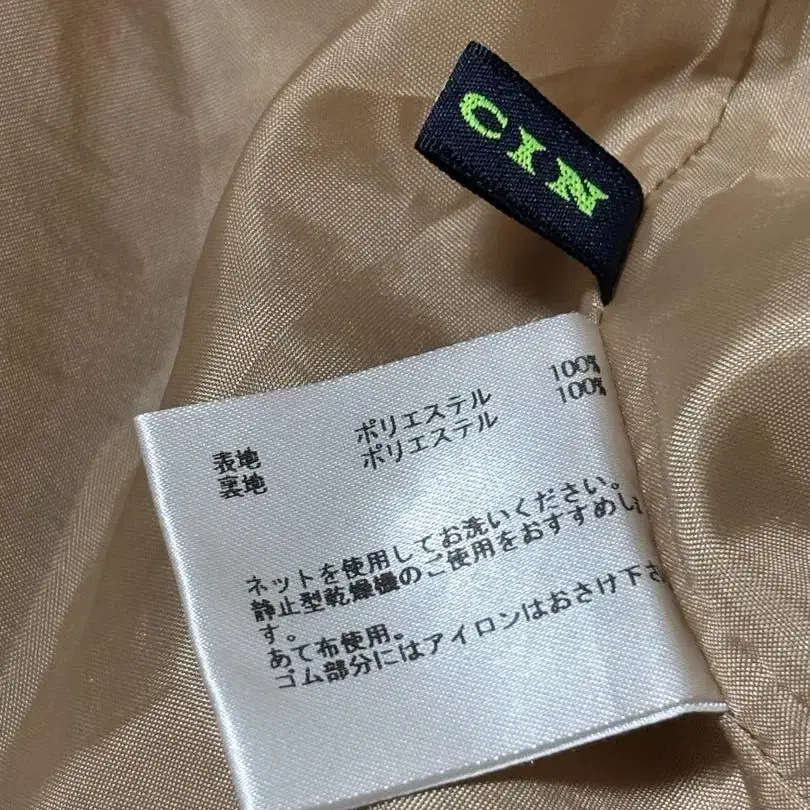 CIN
表地 ポリエステル 100%
裏地 ポリエステル 100%
ネットを使用してお洗いください。
静止型乾燥機のご使用をおすすめし
す。
あて布使用。
ゴム部分にはアイロンはおさけ下さ